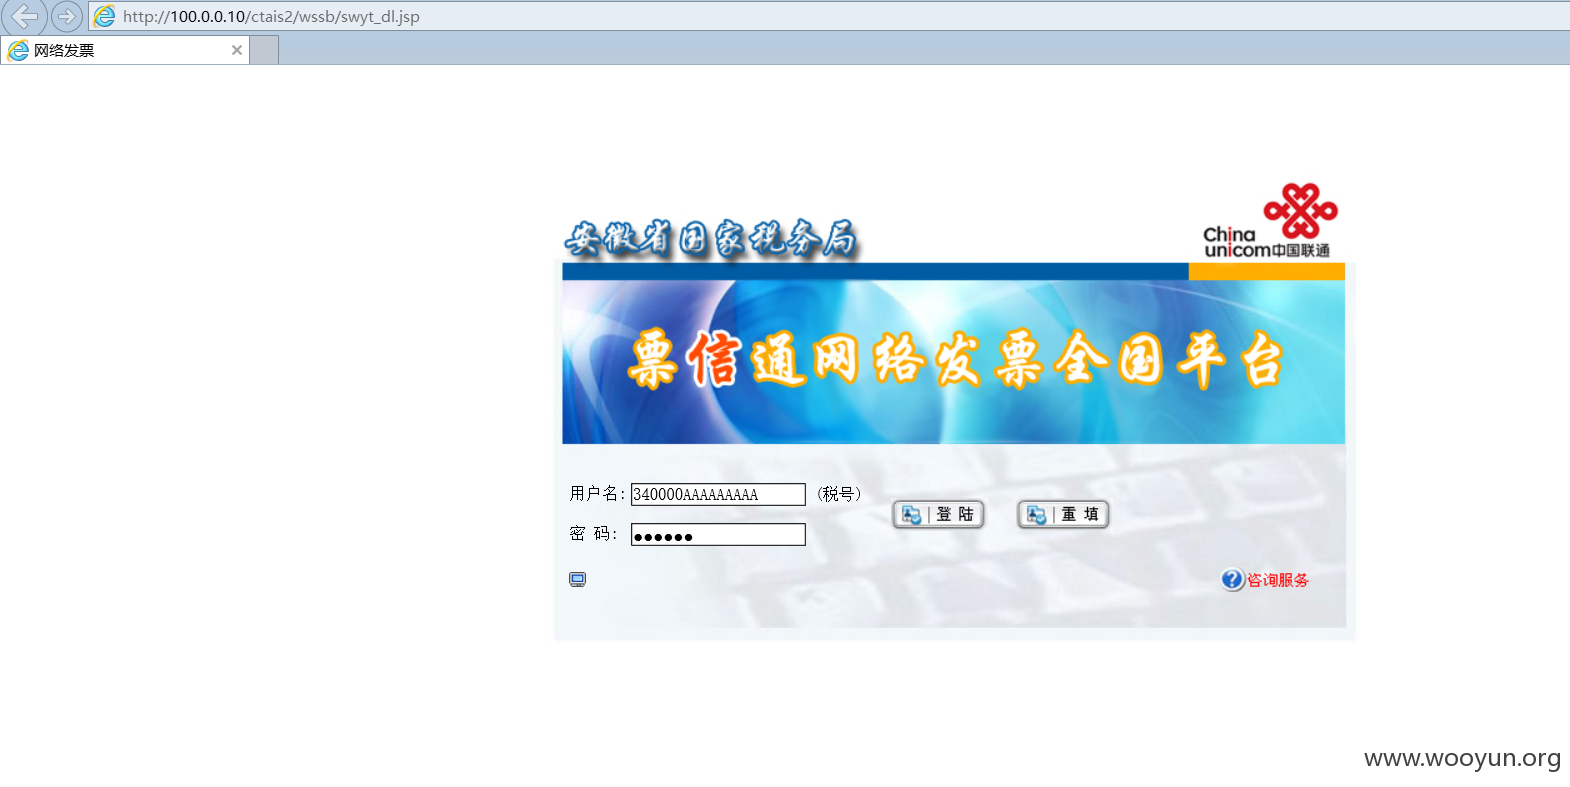 http://100.0.0.10/ctais2/wssb/swyt_dl.jsp
网络发票
安徽省国家税务局
China
unicom中国联通
票信通网络发票全国平台
用户名: 340000AAAAAAAAA (税号)
密 码: ●●●●●●
登 陆
重 填
咨询服务
www.wooyun.org